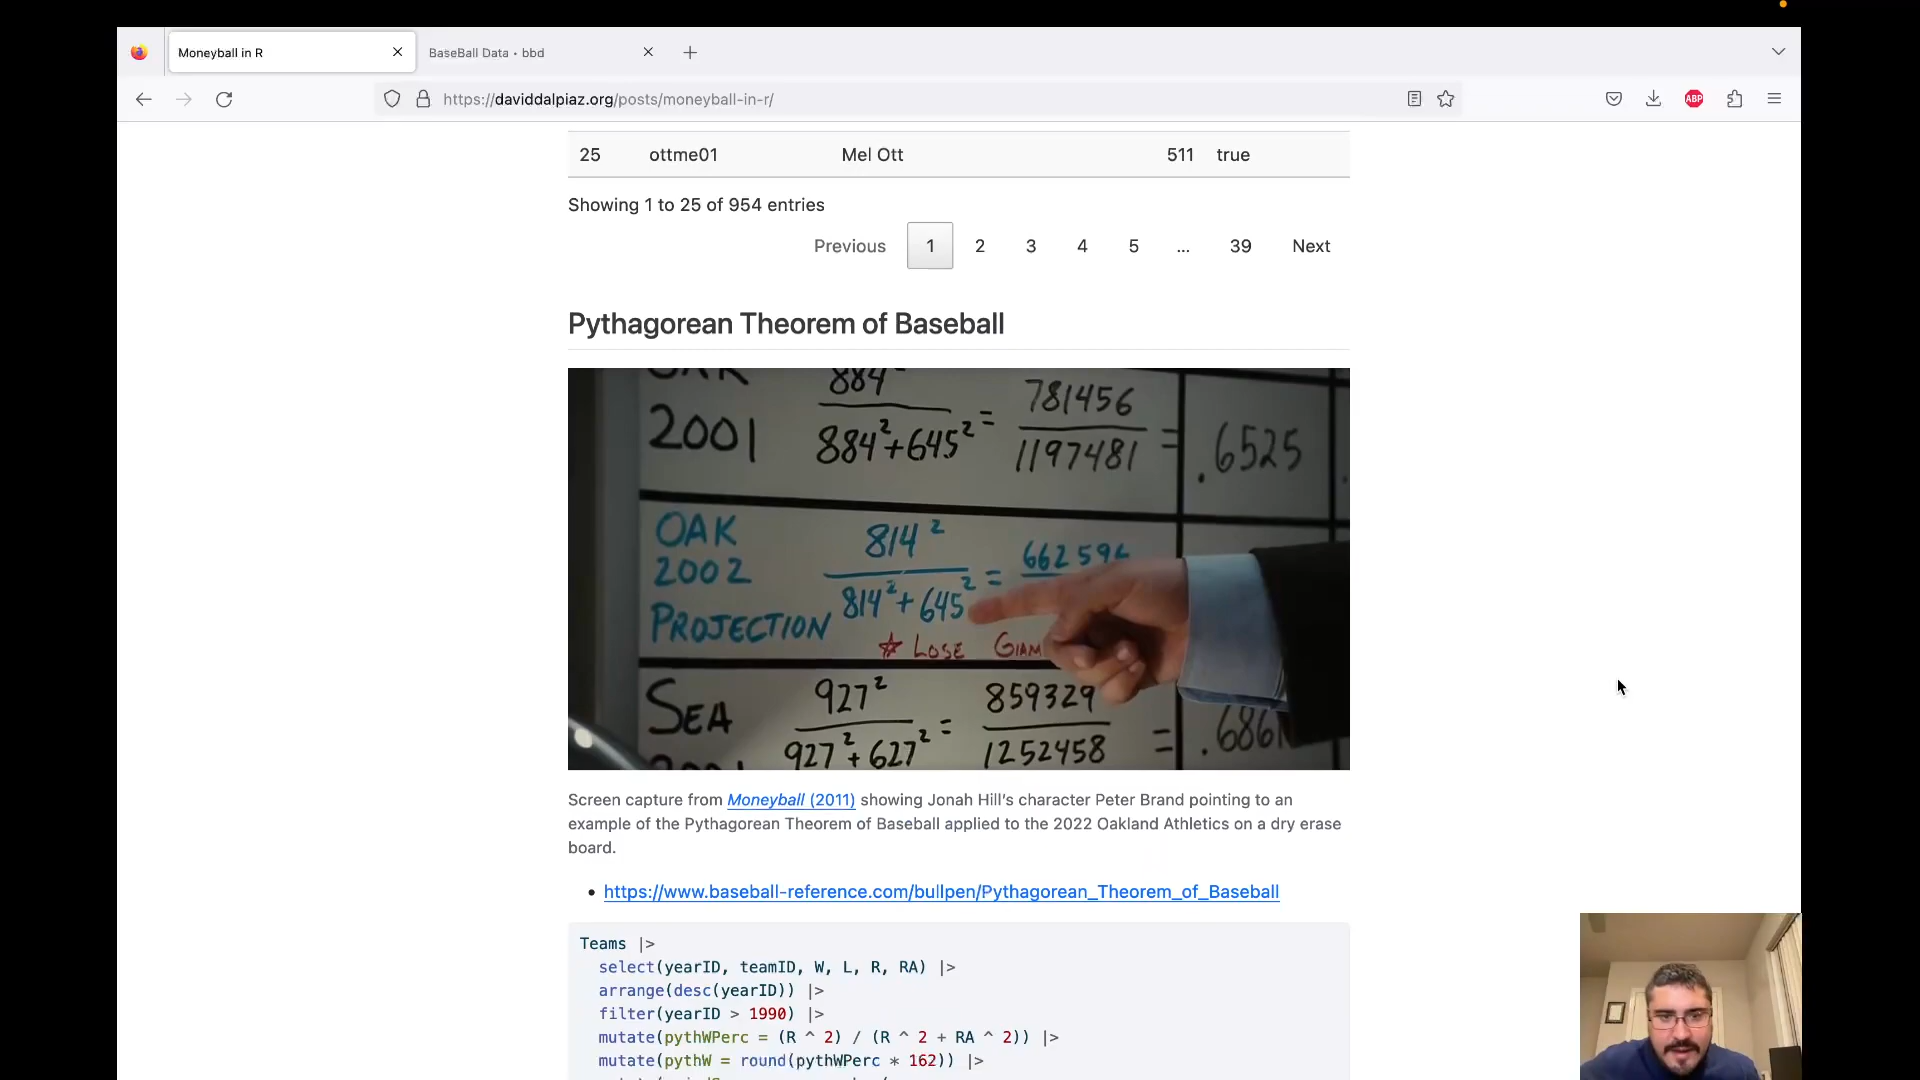 Moneyball in R
BaseBall Data • bbd
https://daviddalpiaz.org/posts/moneyball-in-r/
ABP
25 ottme01 Mel Ott 511 true
Showing 1 to 25 of 954 entries
Previous 1 2 3 4 5 ... 39 Next
Pythagorean Theorem of Baseball
OAK 2001 884² / 884²+645² = 781456 / 1197481 = .6525
OAK
2002
PROJECTION
814² / 814²+645² =
☆ LOSE
SEA 927² / 927²+627² = 859329 / 1252458 =
Screen capture from Moneyball (2011) showing Jonah Hill's character Peter Brand pointing to an
example of the Pythagorean Theorem of Baseball applied to the 2022 Oakland Athletics on a dry erase
board.
• https://www.baseball-reference.com/bullpen/Pythagorean_Theorem_of_Baseball
Teams |>
select(yearID, teamID, W, L, R, RA) |>
arrange(desc(yearID)) |>
filter(yearID > 1990) |>
mutate(pythWPerc = (R ^ 2) / (R ^ 2 + RA ^ 2)) |>
mutate(pythW = round(pythWPerc * 162)) |>